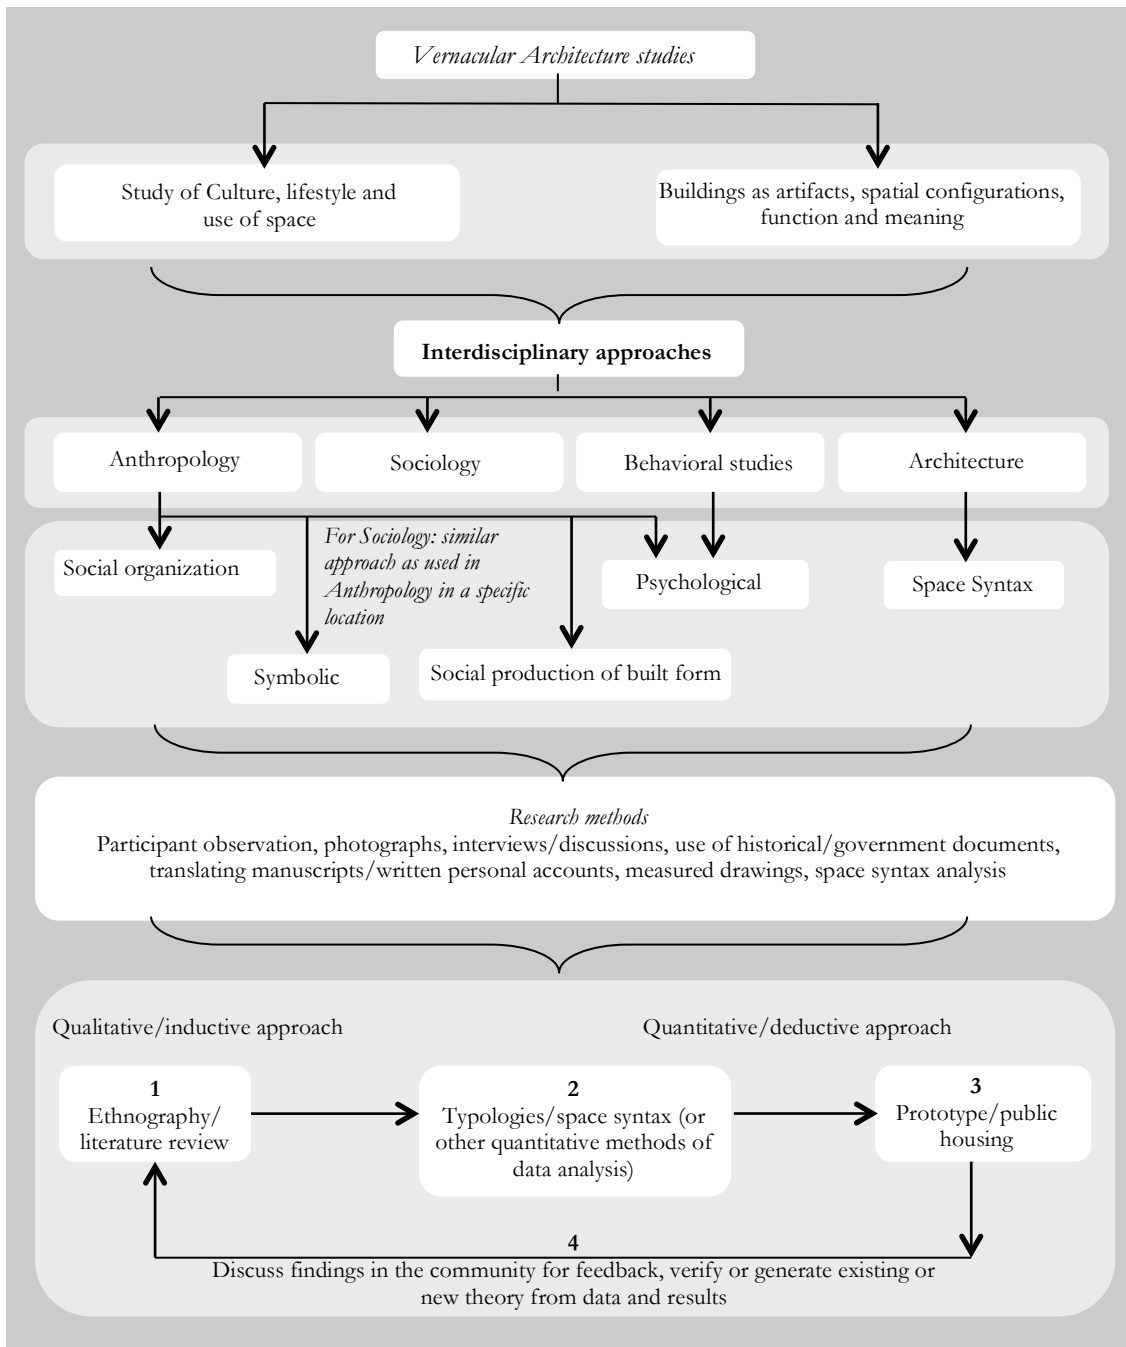 Vernacular Architecture studies
Study of Culture, lifestyle and
use of space
Buildings as artifacts, spatial configurations,
function and meaning
Interdisciplinary approaches
Anthropology
Sociology
Behavioral studies
Architecture
Social organization
For Sociology: similar
approach as used in
Anthropology in a specific
location
Psychological
Space Syntax
Symbolic
Social production of built form
Research methods
Participant observation, photographs, interviews/discussions, use of historical/government documents,
translating manuscripts/written personal accounts, measured drawings, space syntax analysis
Qualitative/inductive approach
Quantitative/deductive approach
1
Ethnography/
literature review
2
Typologies/space syntax (or
other quantitative methods of
data analysis)
3
Prototype/public
housing
4
Discuss findings in the community for feedback, verify or generate existing or
new theory from data and results